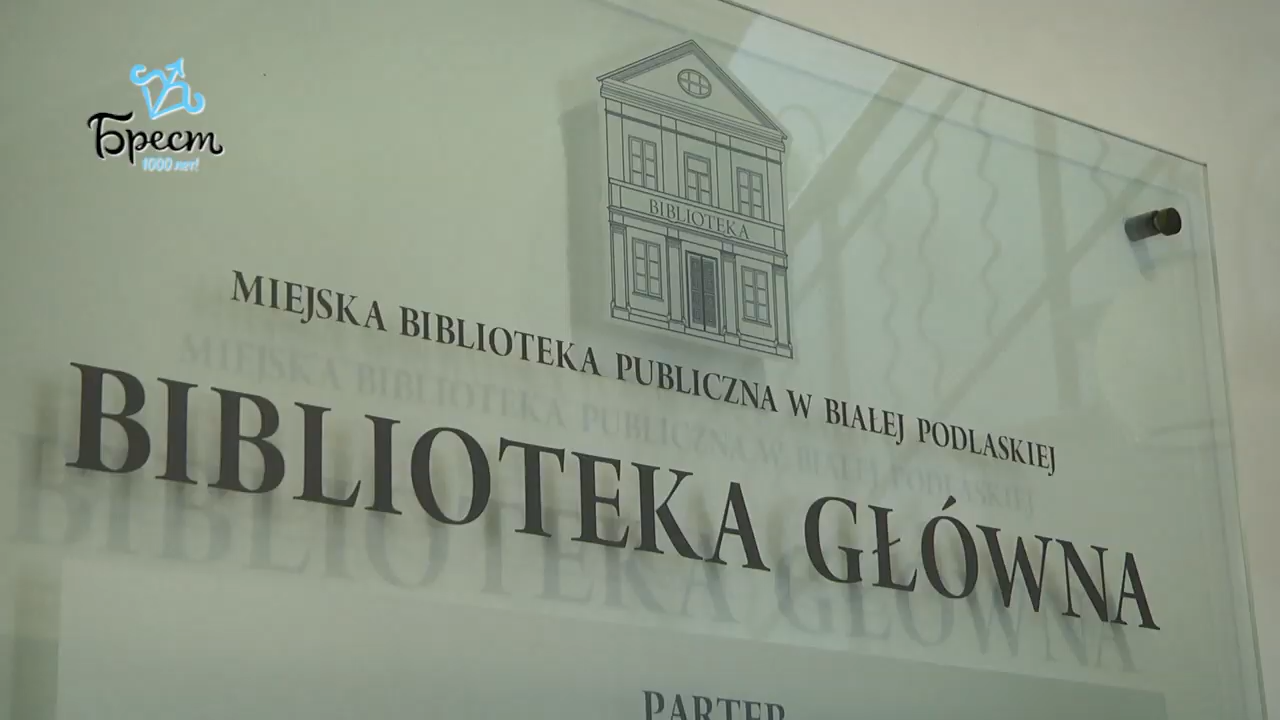 Брест
1000 лет!
BIBLIOTEKA
MIEJSKA BIBLIOTEKA PUBLICZNA W BIAŁEJ PODLASKIEJ
BIBLIOTEKA GŁÓWNA
PARTER